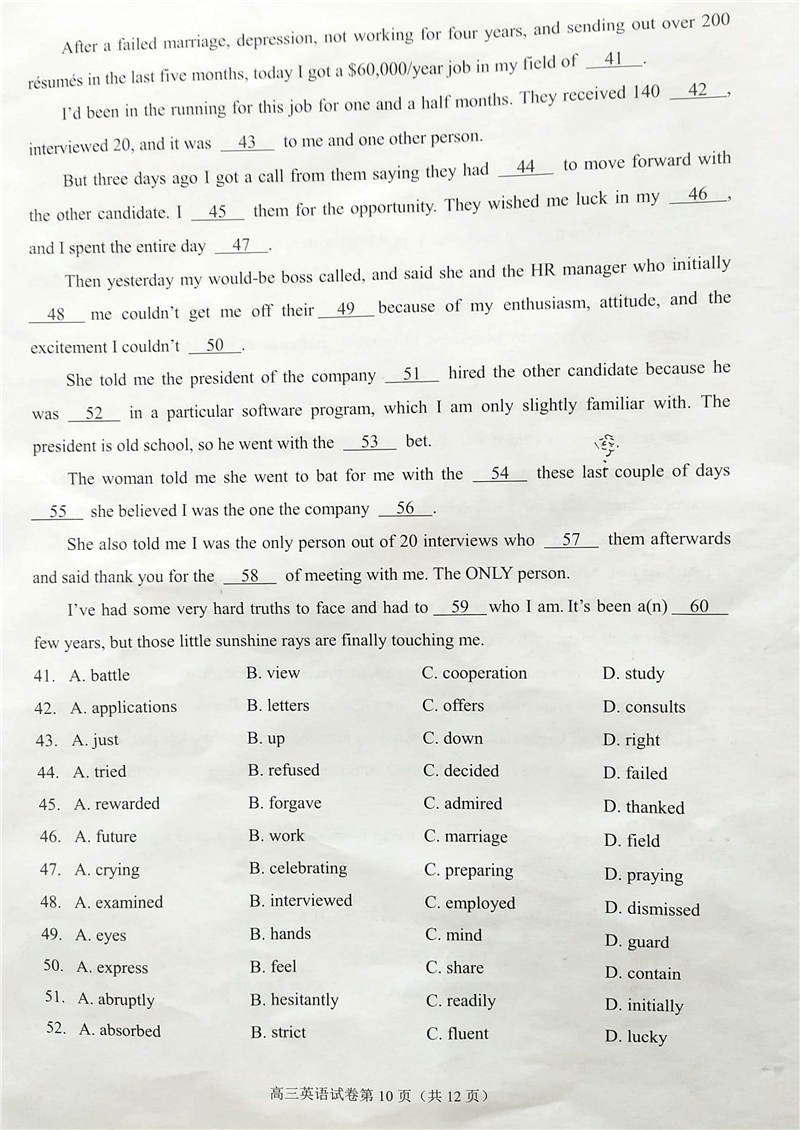 After a failed marriage, depression, not working for four years, and sending out over 200
résumés in the last five months, today I got a $60,000/year job in my field of 41 .
I'd been in the running for this job for one and a half months. They received 140 42 ,
interviewed 20, and it was 43 to me and one other person.
But three days ago I got a call from them saying they had 44 to move forward with
the other candidate. I 45 them for the opportunity. They wished me luck in my 46 ,
and I spent the entire day 47 .
Then yesterday my would-be boss called, and said she and the HR manager who initially
48 me couldn't get me off their 49 because of my enthusiasm, attitude, and the
excitement I couldn't 50 .
She told me the president of the company 51 hired the other candidate because he
was 52 in a particular software program, which I am only slightly familiar with. The
president is old school, so he went with the 53 bet.
The woman told me she went to bat for me with the 54 these last couple of days
55 she believed I was the one the company 56 .
She also told me I was the only person out of 20 interviews who 57 them afterwards
and said thank you for the 58 of meeting with me. The ONLY person.
I've had some very hard truths to face and had to 59 who I am. It's been a(n) 60
few years, but those little sunshine rays are finally touching me.
41. A. battle B. view C. cooperation D. study
42. A. applications B. letters C. offers D. consults
43. A. just B. up C. down D. right
44. A. tried B. refused C. decided D. failed
45. A. rewarded B. forgave C. admired D. thanked
46. A. future B. work C. marriage D. field
47. A. crying B. celebrating C. preparing D. praying
48. A. examined B. interviewed C. employed D. dismissed
49. A. eyes B. hands C. mind D. guard
50. A. express B. feel C. share D. contain
51. A. abruptly B. hesitantly C. readily D. initially
52. A. absorbed B. strict C. fluent D. lucky
高三英语试卷第 10 页（共 12 页）